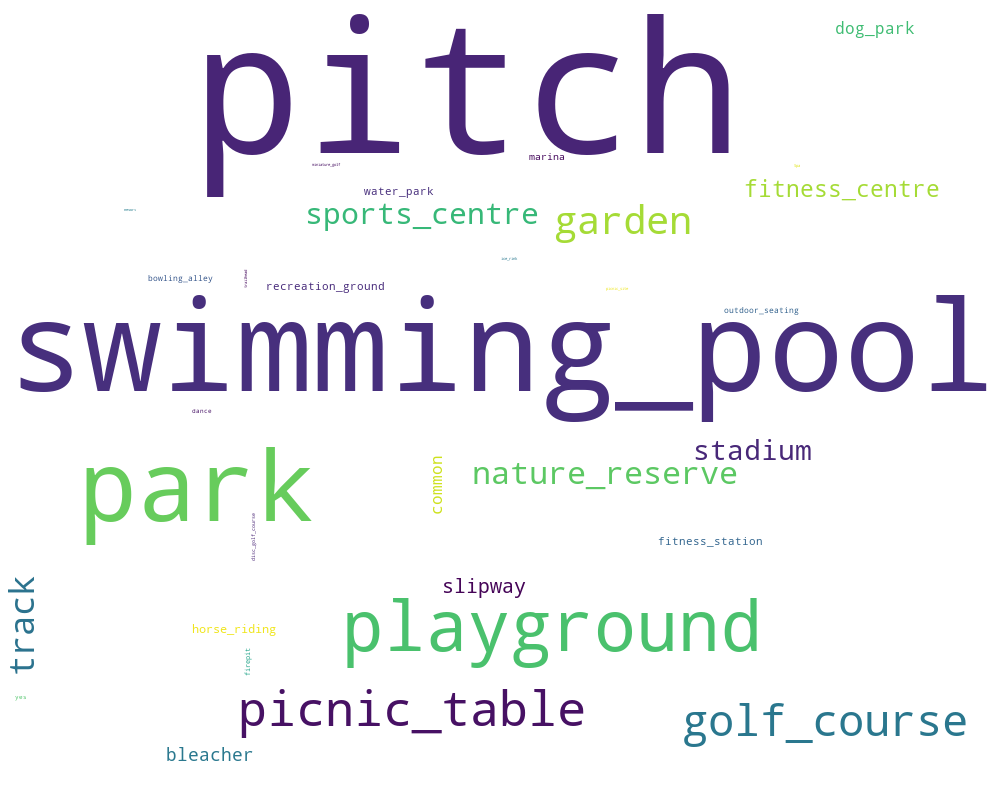 pitch
dog_park
marina
miniature_golf
fitness_centre
water_park
sports_centre
garden
bowling_alley
recreation_ground
swimming_pool
outdoor_seating
dance
park
stadium
common
nature_reserve
disc_golf_course
fitness_station
track
slipway
playground
horse_riding
firepit
yes
picnic_table
golf_course
bleacher